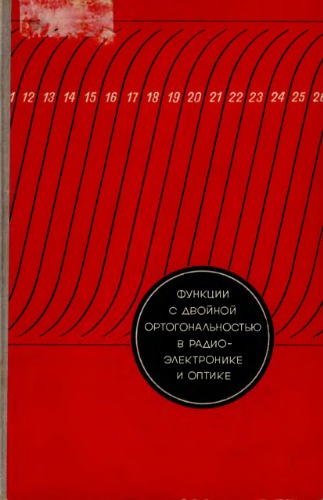 1 12 13 14 15 16 17 18 19 20 21 22 23 24 25 26
ФУНКЦИИ
С ДВОЙНОЙ
ОРТОГОНАЛЬНОСТЬЮ
В РАДИО-
ЭЛЕКТРОНИКЕ
И ОПТИКЕ